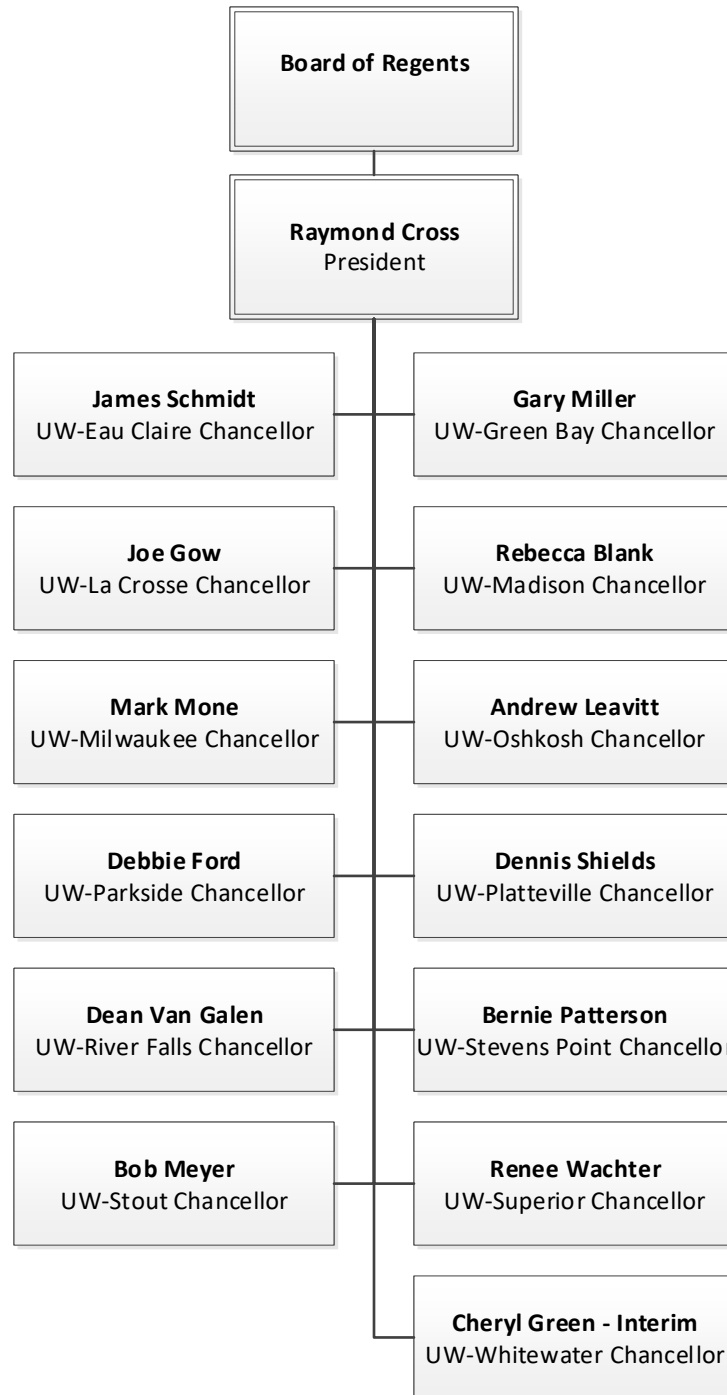 Board of Regents
Raymond Cross
President
James Schmidt
UW-Eau Claire Chancellor
Gary Miller
UW-Green Bay Chancellor
Joe Gow
UW-La Crosse Chancellor
Rebecca Blank
UW-Madison Chancellor
Mark Mone
UW-Milwaukee Chancellor
Andrew Leavitt
UW-Oshkosh Chancellor
Debbie Ford
UW-Parkside Chancellor
Dennis Shields
UW-Platteville Chancellor
Dean Van Galen
UW-River Falls Chancellor
Bernie Patterson
UW-Stevens Point Chancellor
Bob Meyer
UW-Stout Chancellor
Renee Wachter
UW-Superior Chancellor
Cheryl Green - Interim
UW-Whitewater Chancellor